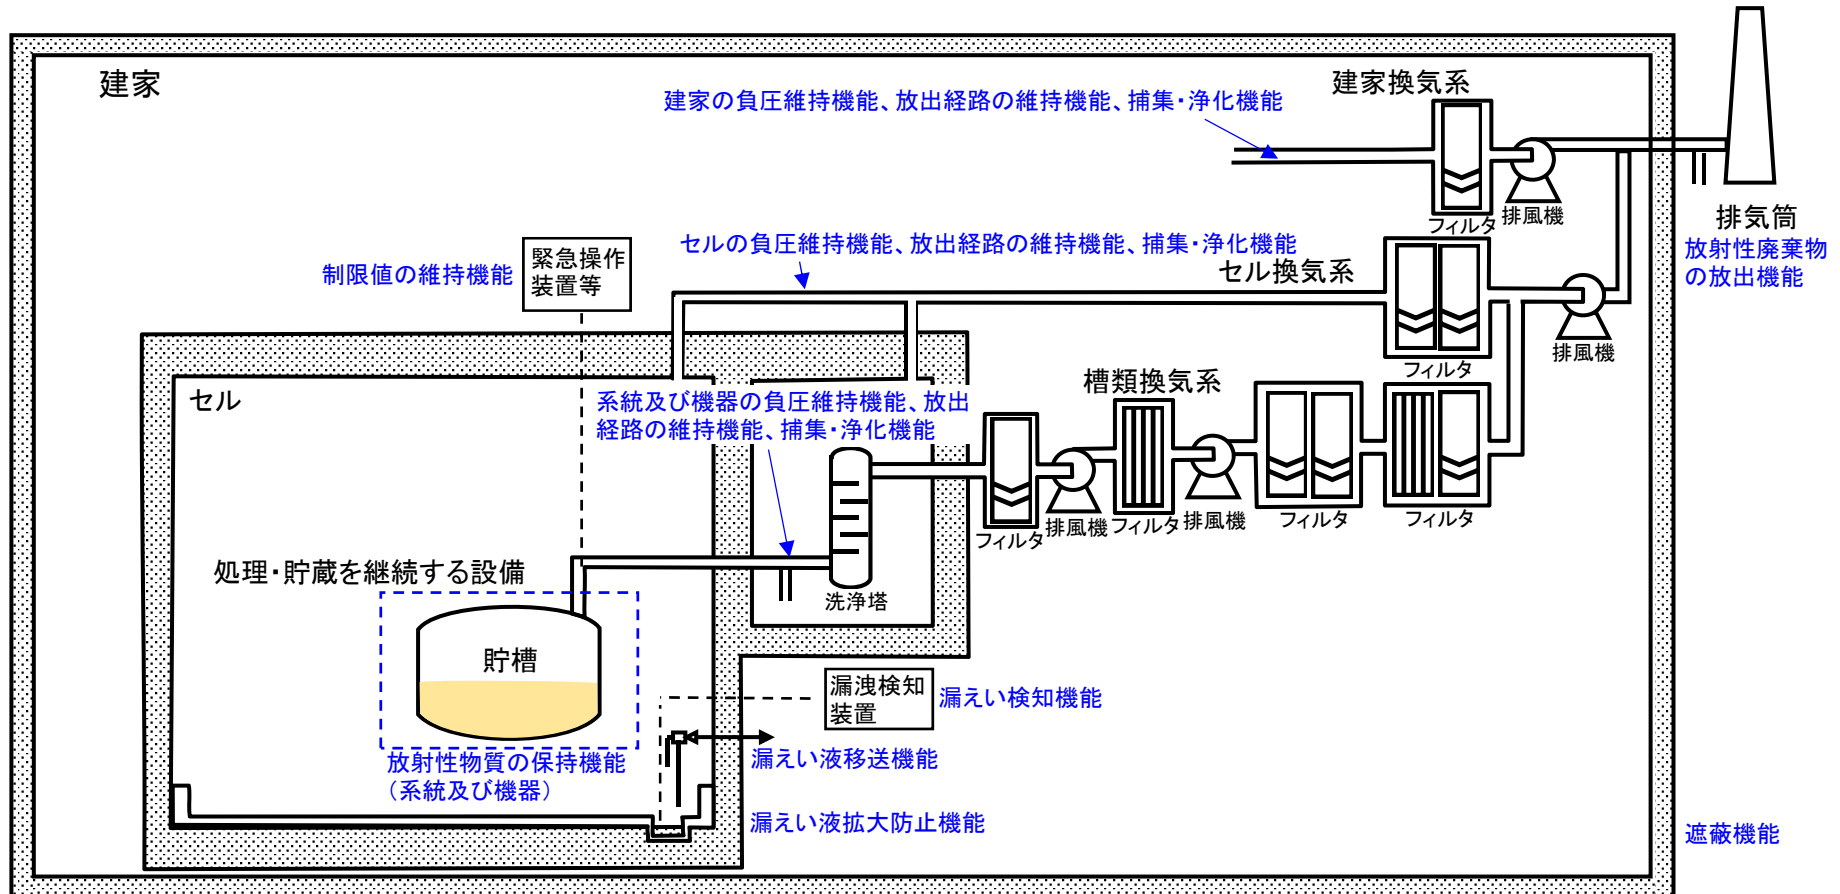 建家
建家換気系
建家の負圧維持機能、放出経路の維持機能、捕集・浄化機能
フィルタ
排風機
排気筒
放射性廃棄物
の放出機能
セルの負圧維持機能、放出経路の維持機能、捕集・浄化機能
セル換気系
緊急操作
装置等
制限値の維持機能
排風機
フィルタ
槽類換気系
セル
系統及び機器の負圧維持機能、放出
経路の維持機能、捕集・浄化機能
フィルタ
排風機
フィルタ
排風機
フィルタ
フィルタ
処理・貯蔵を継続する設備
洗浄塔
貯槽
漏洩検知
装置
漏えい検知機能
放射性物質の保持機能
（系統及び機器）
漏えい液移送機能
漏えい液拡大防止機能
遮蔽機能